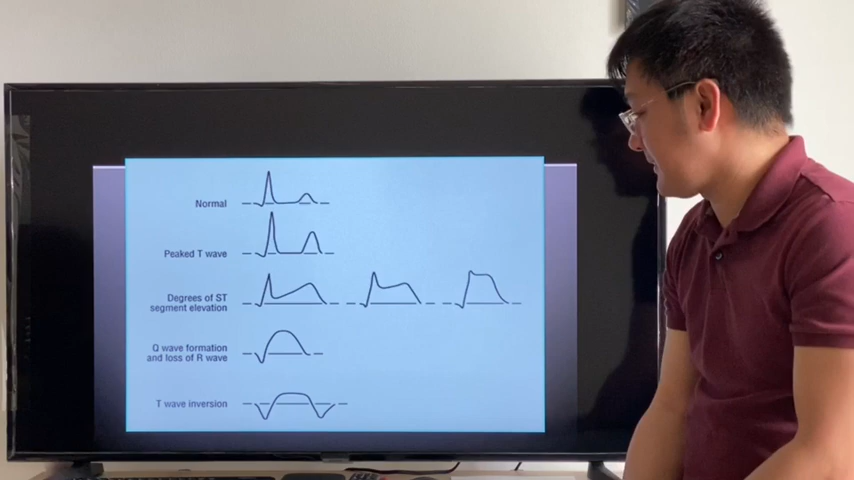 Normal
Peaked T wave
Degrees of ST
segment elevation
Q wave formation
and loss of R wave
T wave inversion